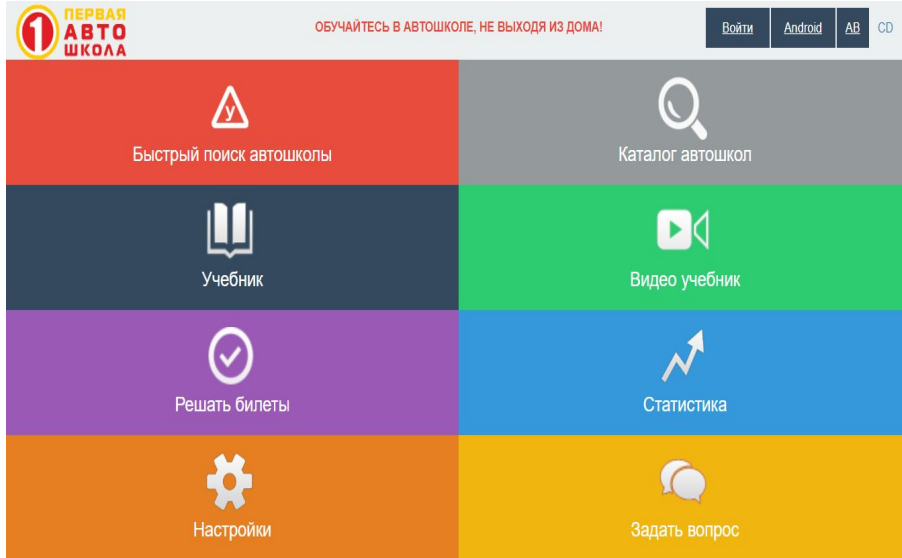 1 ПЕРВАЯ
АВТО
ШКОЛА
ОБУЧАЙТЕСЬ В АВТОШКОЛЕ, НЕ ВЫХОДЯ ИЗ ДОМА!
Войти Android AB CD
У
Быстрый поиск автошколы
Каталог автошкол
Учебник
Видео учебник
Решать билеты
Статистика
Настройки
Задать вопрос